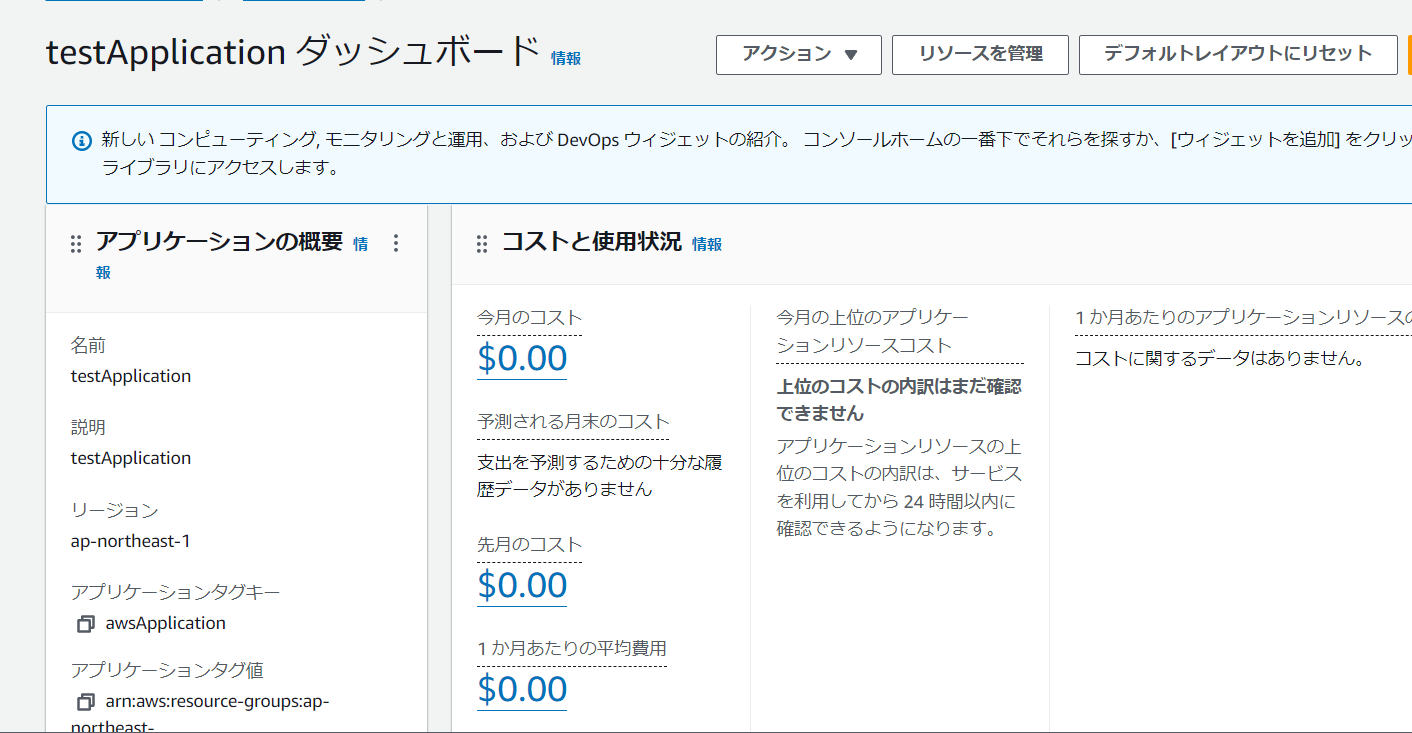 testApplication ダッシュボード 情報
アクション ▼
リソースを管理
デフォルトレイアウトにリセット
新しい コンピューティング, モニタリングと運用、および DevOps ウィジェットの紹介。 コンソールホームの一番下でそれらを探すか、[ウィジェットを追加] をクリッ
ライブラリにアクセスします。
アプリケーションの概要 情
報
名前
testApplication
説明
testApplication
リージョン
ap-northeast-1
アプリケーションタグキー
awsApplication
アプリケーションタグ値
arn:aws:resource-groups:ap-
northeast-
コストと使用状況 情報
今月のコスト
$0.00
予測される月末のコスト
支出を予測するための十分な履
歴データがありません
先月のコスト
$0.00
1 か月あたりの平均費用
$0.00
今月の上位のアプリケー
ションリソースコスト
上位のコストの内訳はまだ確認
できません
アプリケーションリソースの上
位のコストの内訳は、サービス
を利用してから 24 時間以内に
確認できるようになります。
1 か月あたりのアプリケーションリソースの
コストに関するデータはありません。